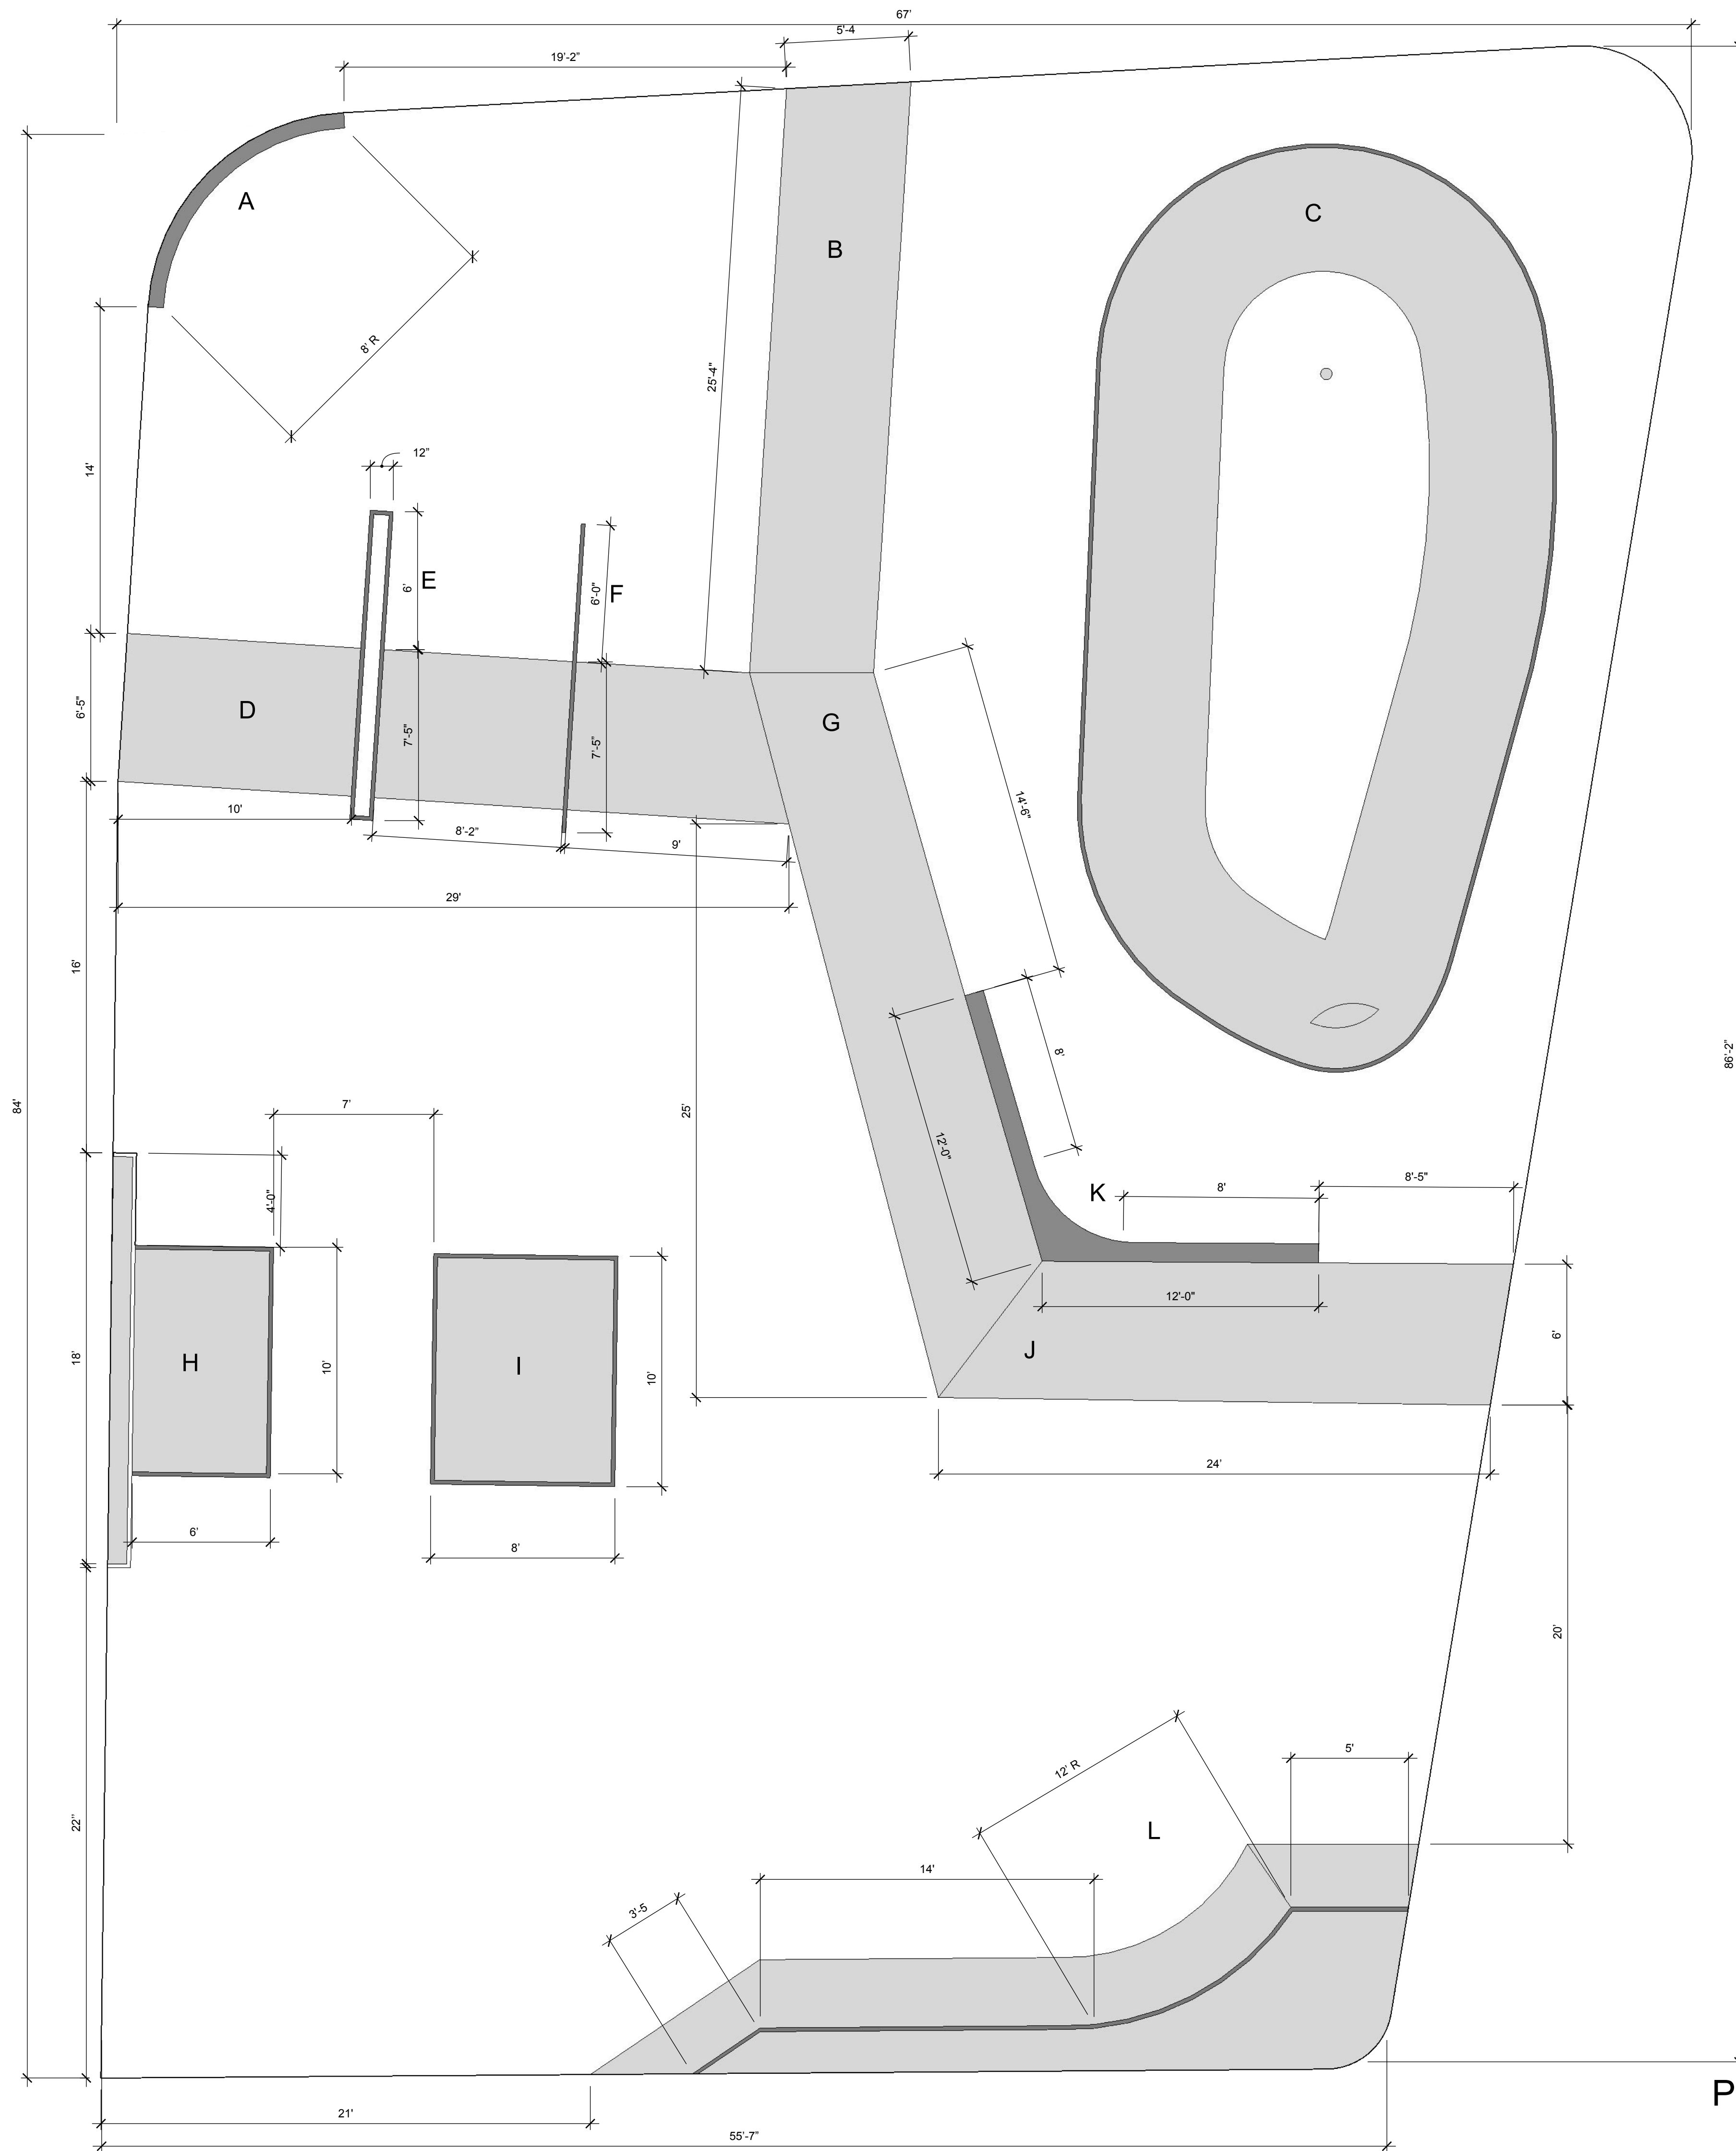 67'
5'-4
19'-2"
A
B
C
8' R
25'-4"
14'
12"
6'
E
6'-0"
F
6'-5"
D
G
7'-5"
7'-5"
10'
8'-2"
9'
14'-6"
29'
16'
8'
86'-2"
84'
7'
25'
12'-0"
4'-0"
K
8'
8'-5"
12'-0"
18'
H
10'
I
10'
J
6'
24'
6'
8'
20'
22"
5'
12' R
L
14'
3'-5
P
21'
55'-7"